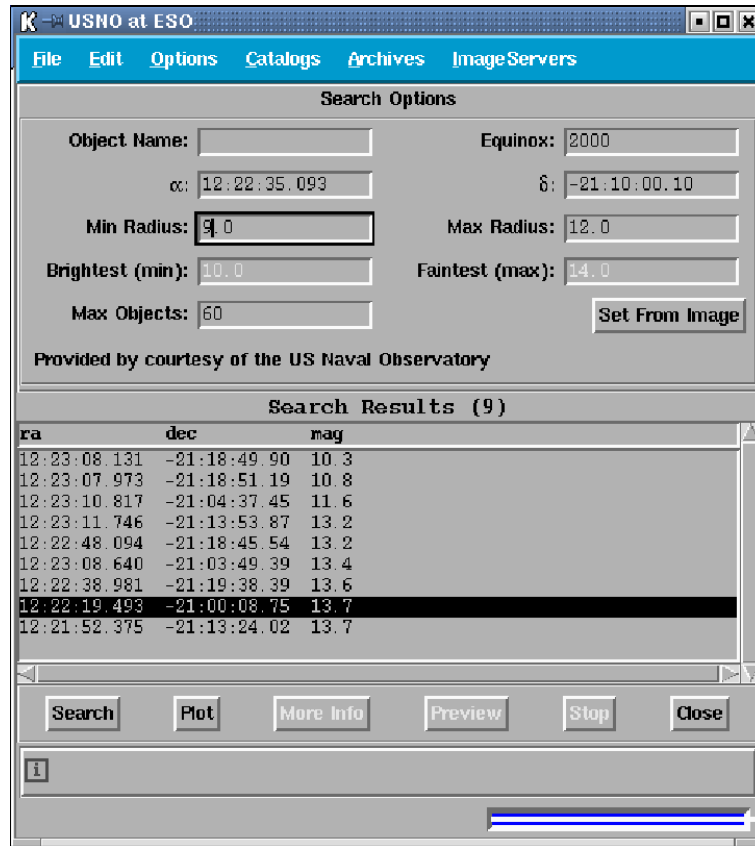 USNO at ESO
File Edit Options Catalogs Archives ImageServers
Search Options
Object Name: Equinox: 2000
α: 12:22:35.093 δ: -21:10:00.10
Min Radius: 9.0 Max Radius: 12.0
Brightest (min): 10.0 Faintest (max): 14.0
Max Objects: 60 Set From Image
Provided by courtesy of the US Naval Observatory
Search Results (9)
ra dec mag
12:23:08.131 -21:18:49.90 10.3
12:23:07.973 -21:18:51.19 10.8
12:23:10.817 -21:04:37.45 11.6
12:23:11.746 -21:13:53.87 13.2
12:22:48.094 -21:18:45.54 13.2
12:23:08.640 -21:03:49.39 13.4
12:22:38.981 -21:19:38.39 13.6
12:22:19.493 -21:00:08.75 13.7
12:21:52.375 -21:13:24.02 13.7
Search Plot More Info Preview Stop Close
i